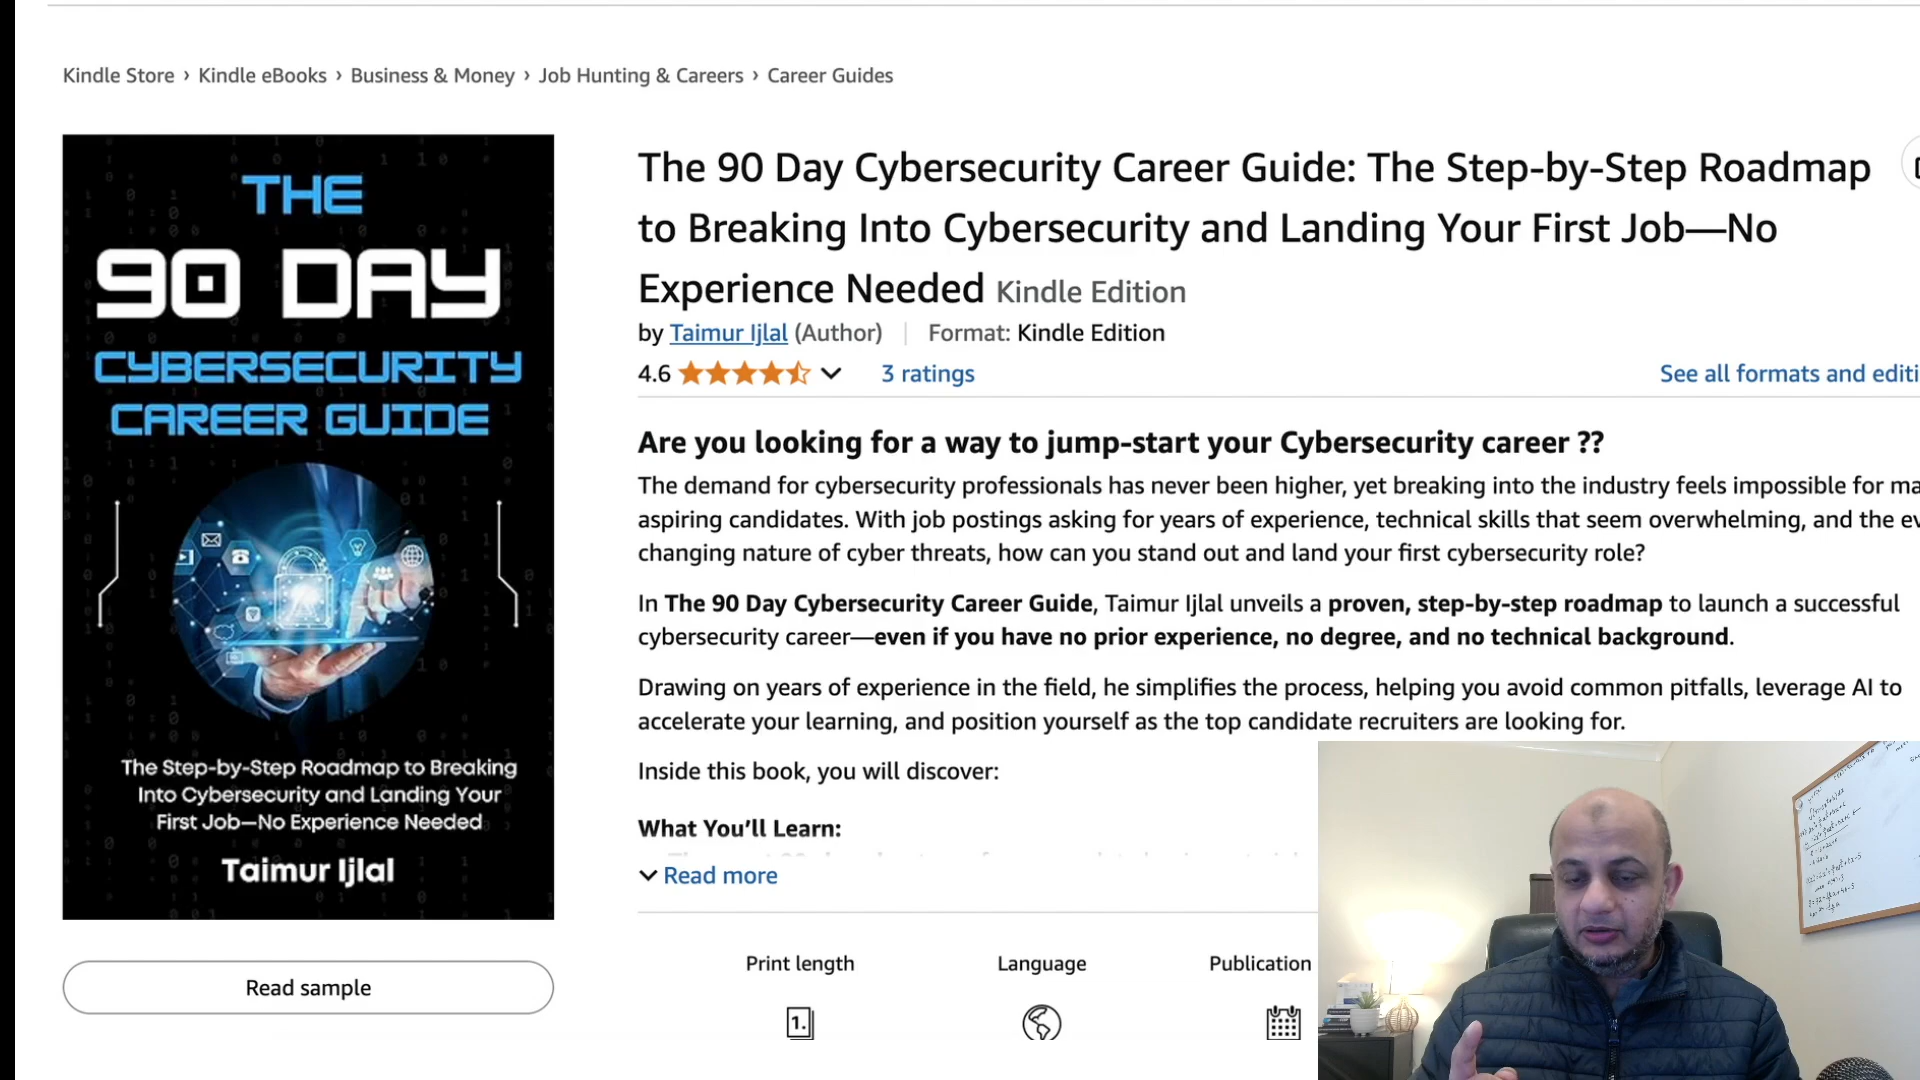 Kindle Store › Kindle eBooks › Business & Money › Job Hunting & Careers › Career Guides
THE
90 DAY
CYBERSECURITY
CAREER GUIDE
The Step-by-Step Roadmap to Breaking
Into Cybersecurity and Landing Your
First Job—No Experience Needed
Taimur Ijlal
Read sample
The 90 Day Cybersecurity Career Guide: The Step-by-Step Roadmap
to Breaking Into Cybersecurity and Landing Your First Job—No
Experience Needed Kindle Edition
by Taimur Ijlal (Author) | Format: Kindle Edition
4.6 3 ratings
See all formats and editi
Are you looking for a way to jump-start your Cybersecurity career ??
The demand for cybersecurity professionals has never been higher, yet breaking into the industry feels impossible for ma
aspiring candidates. With job postings asking for years of experience, technical skills that seem overwhelming, and the ev
changing nature of cyber threats, how can you stand out and land your first cybersecurity role?
In The 90 Day Cybersecurity Career Guide, Taimur Ijlal unveils a proven, step-by-step roadmap to launch a successful
cybersecurity career—even if you have no prior experience, no degree, and no technical background.
Drawing on years of experience in the field, he simplifies the process, helping you avoid common pitfalls, leverage AI to
accelerate your learning, and position yourself as the top candidate recruiters are looking for.
Inside this book, you will discover:
What You'll Learn:
Read more
Print length
Language
Publication
1.